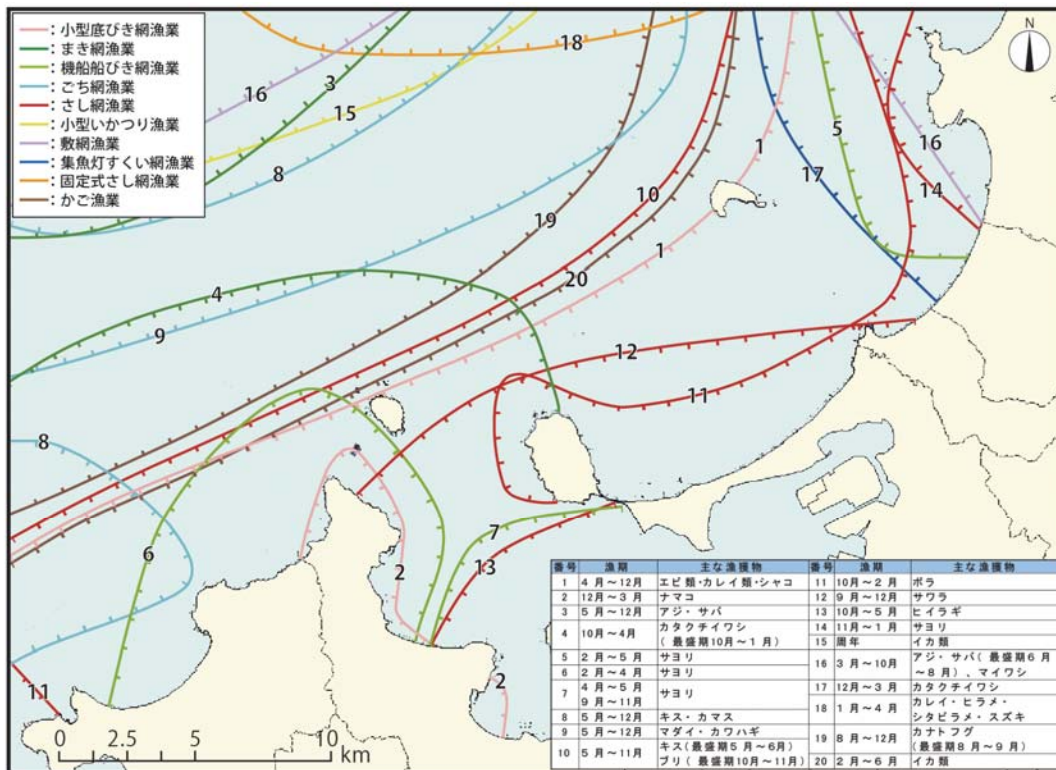 :小型底びき網漁業
:まき網漁業
:機船船びき網漁業
:ごち網漁業
:さし網漁業
:小型いかつり漁業
:敷網漁業
:集魚灯すくい網漁業
:固定式さし網漁業
:かご漁業
N
18
3
16
15
8
1
5
16
17
14
10
19
1
20
4
9
12
11
8
6
7
13
2
2
11
0 2.5 5 10
km
番号 漁期 主な漁獲物 番号 漁期 主な漁獲物
1 4月～12月 エビ類・カレイ類・シャコ
2 12月～3月 ナマコ
3 5月～12月 アジ・サバ
4 10月～4月 カタクチイワシ
(最盛期10月～1月)
5 2月～5月 サヨリ
6 2月～4月 サヨリ
7 4月～5月
9月～11月 サヨリ
8 5月～12月 キス・カマス
9 5月～12月 マダイ・カワハギ
10 5月～11月 キス(最盛期5月～6月)
ブリ(最盛期10月～11月)
11 10月～2月 ボラ
12 9月～12月 サワラ
13 10月～5月 ヒイラギ
14 11月～1月 サヨリ
15 周年 イカ類
16 3月～10月 アジ・サバ(最盛期6月
～8月)、マイワシ
17 12月～3月 カタクチイワシ
18 1月～4月 カレイ・ヒラメ・
シタビラメ・スズキ
19 8月～12月 カナトフグ
(最盛期8月～9月)
20 2月～6月 イカ類